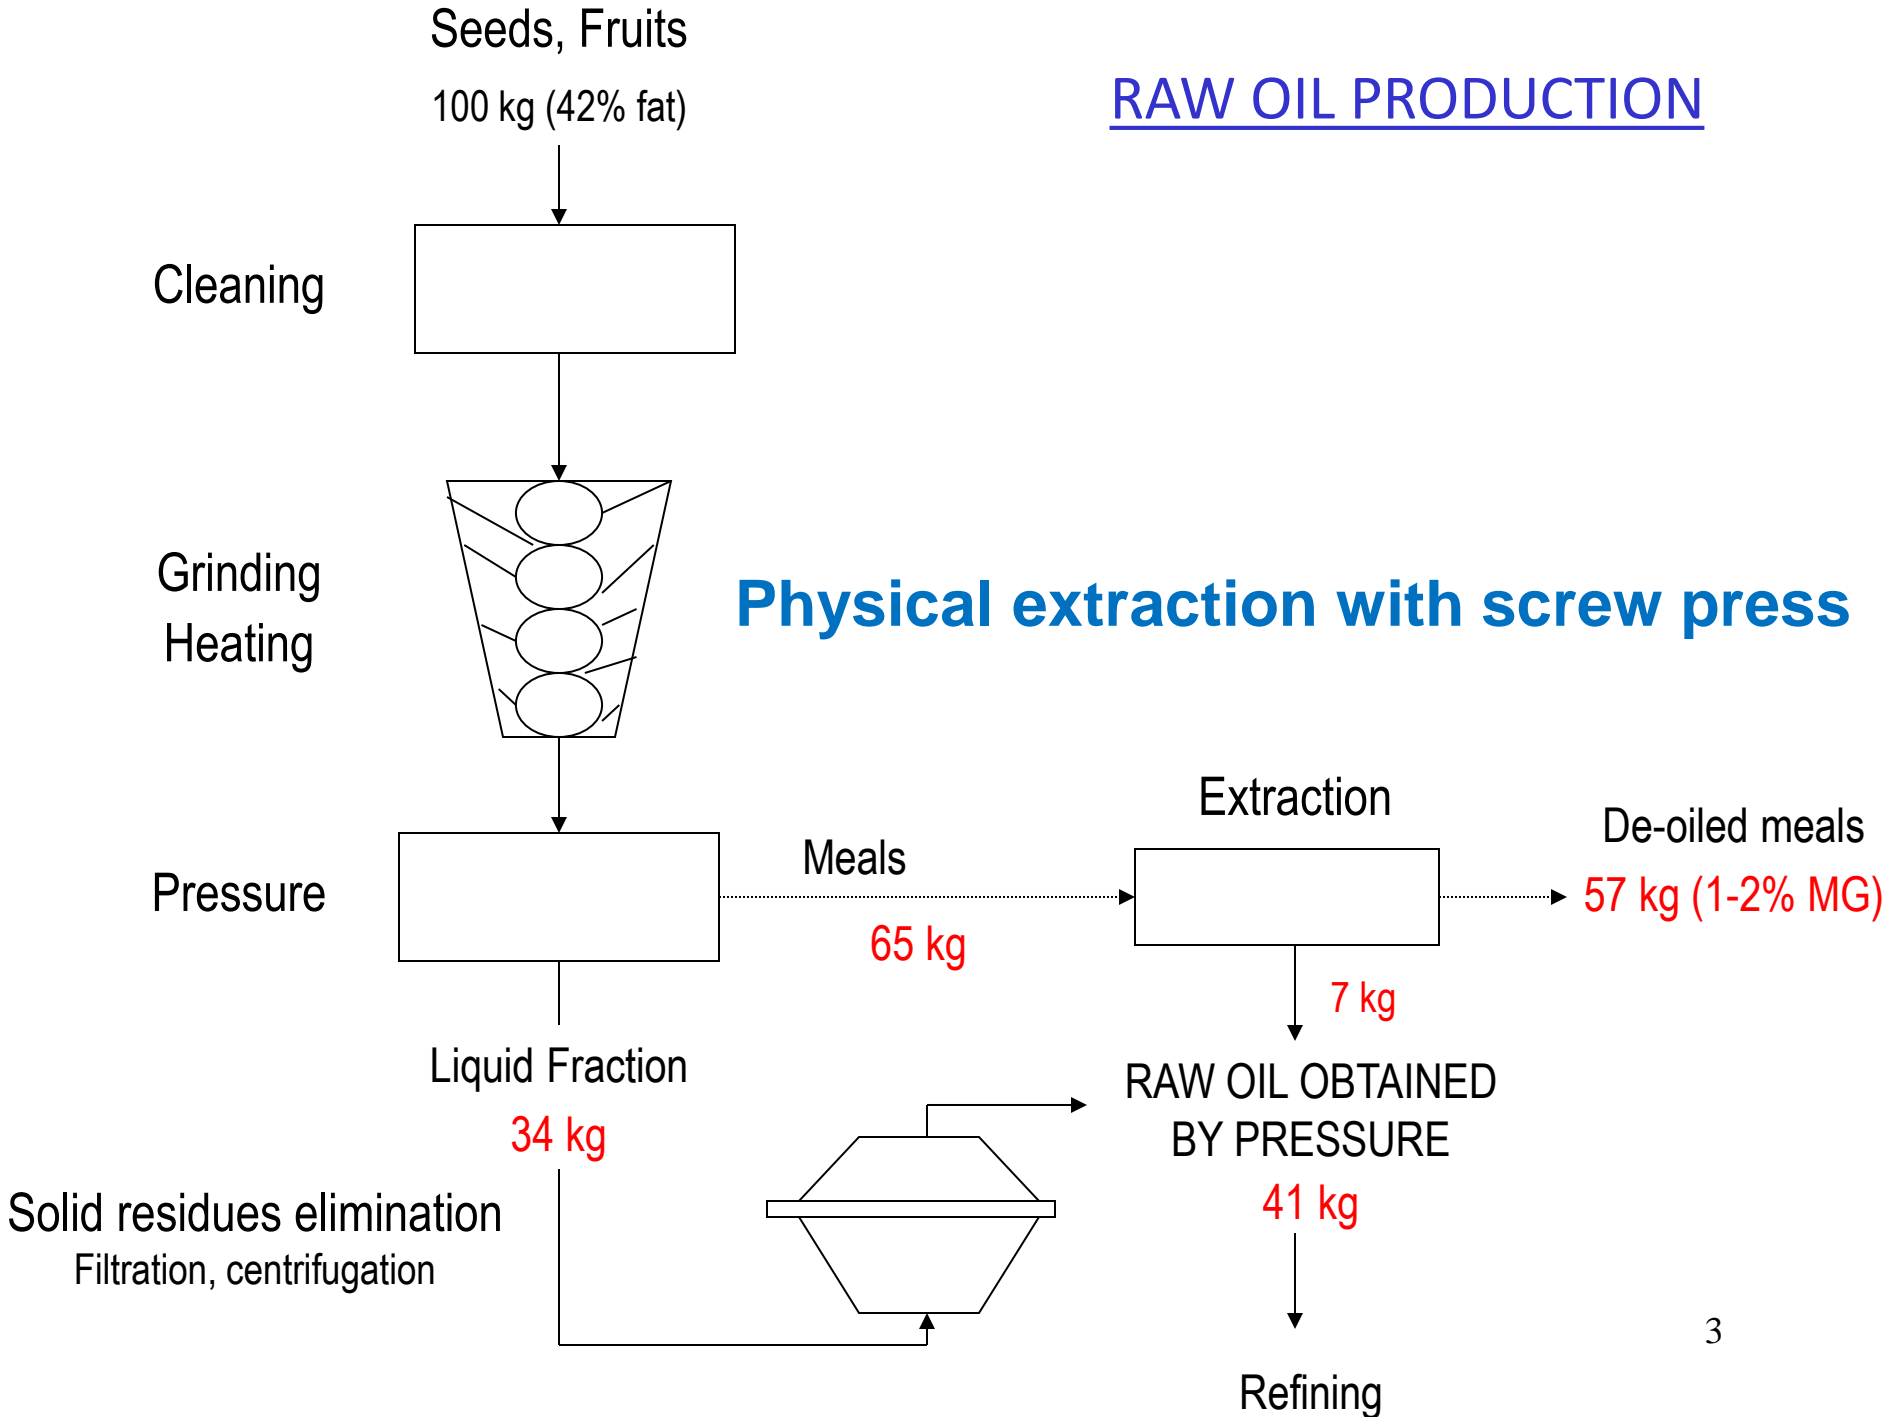 Seeds, Fruits
100 kg (42% fat)
RAW OIL PRODUCTION
Cleaning
Grinding
Heating
Physical extraction with screw press
Pressure
Meals
65 kg
Extraction
De-oiled meals
57 kg (1-2% MG)
7 kg
Liquid Fraction
34 kg
RAW OIL OBTAINED
BY PRESSURE
41 kg
Solid residues elimination
Filtration, centrifugation
3
Refining